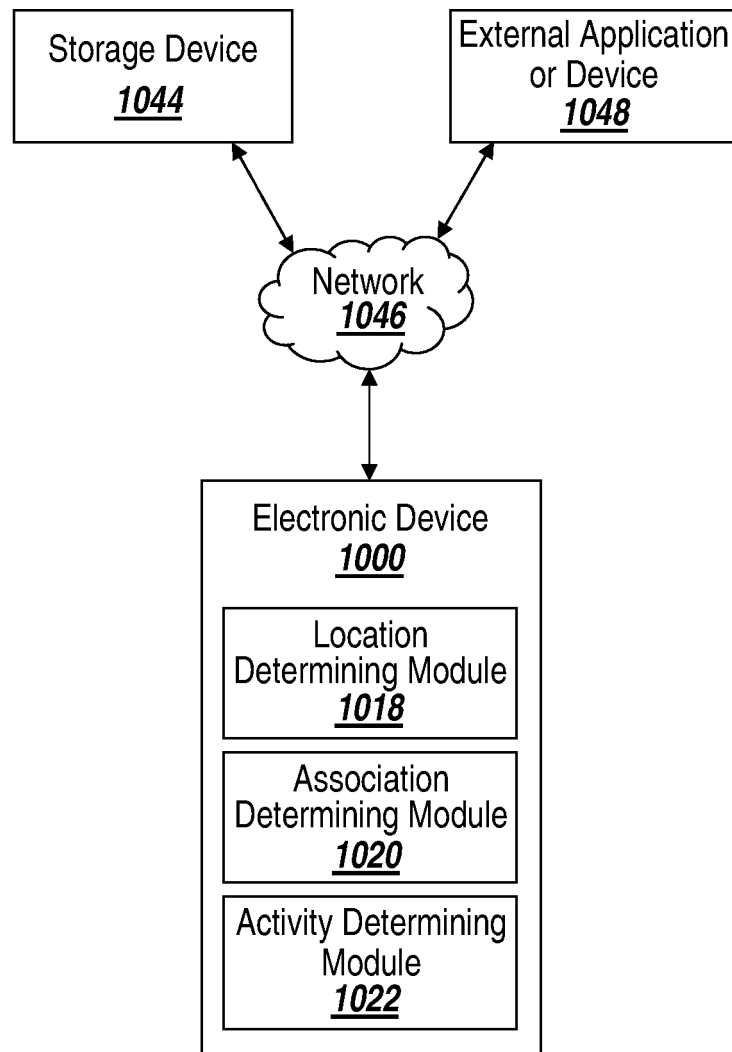 Storage Device
1044
External Application
or Device
1048
Network
1046
Electronic Device
1000
Location
Determining Module
1018
Association
Determining Module
1020
Activity Determining
Module
1022